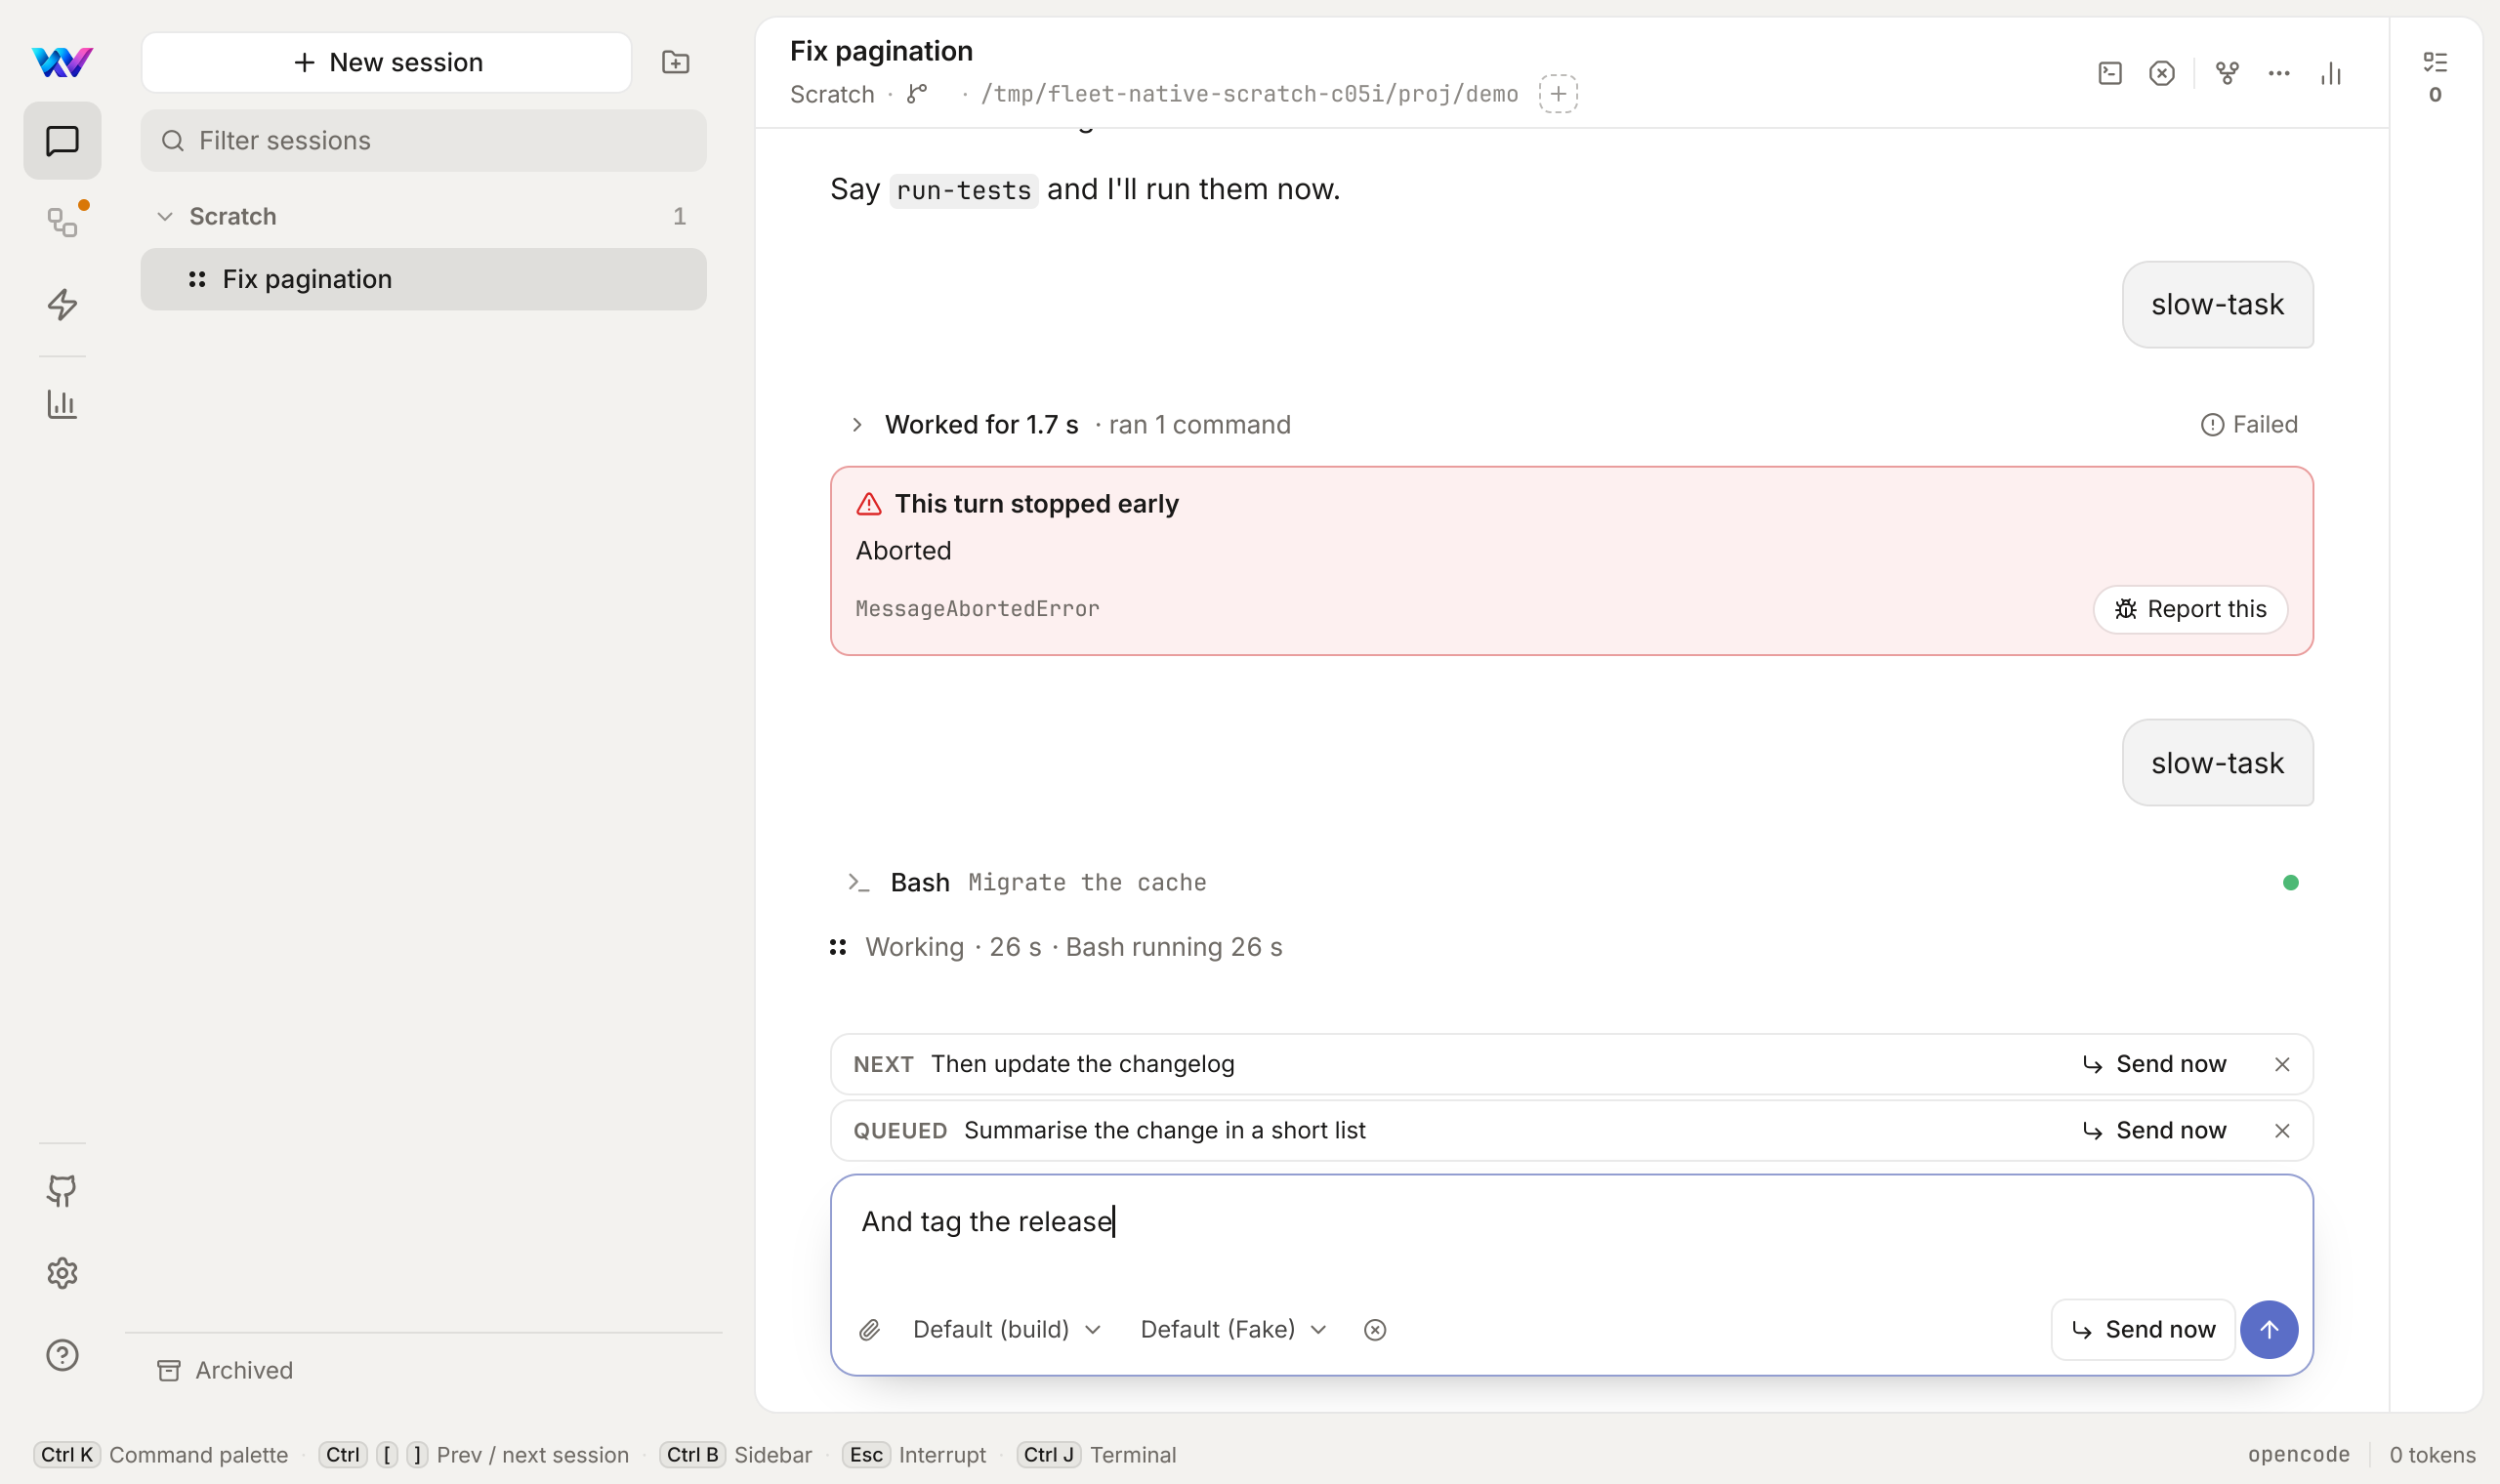 New session
Filter sessions
Scratch 1
Fix pagination
Archived
Fix pagination
Scratch · · /tmp/fleet-native-scratch-c05i/proj/demo
0
Say run-tests and I'll run them now.
slow-task
Worked for 1.7 s · ran 1 command Failed
This turn stopped early
Aborted
MessageAbortedError Report this
slow-task
Bash Migrate the cache
Working · 26 s · Bash running 26 s
NEXT Then update the changelog Send now
QUEUED Summarise the change in a short list Send now
And tag the release
Default (build) Default (Fake) Send now
Ctrl K Command palette · Ctrl [ ] Prev / next session · Ctrl B Sidebar · Esc Interrupt · Ctrl J Terminal opencode 0 tokens